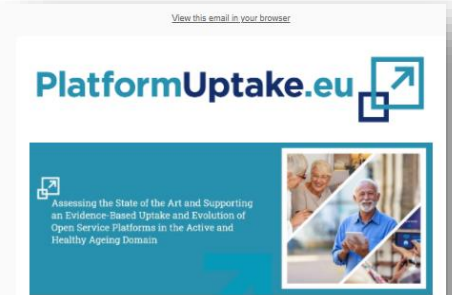 View this email in your browser
PlatformUptake.eu
Assessing the State of the Art and Supporting
an Evidence-Based Uptake and Evolution of
Open Service Platforms in the Active and
Healthy Ageing Domain